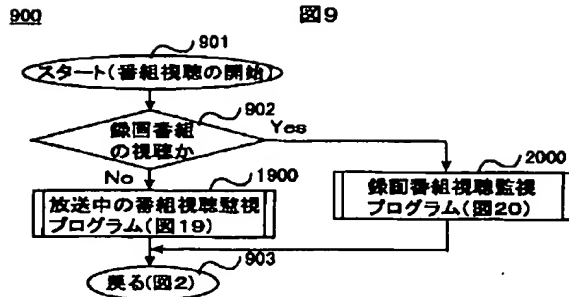 900
図9
901
スタート(番組視聴の開始)
902
録画番組
の視聴か
Yes
No
1900
放送中の番組視聴監視
プログラム(図19)
2000
録画番組視聴監視
プログラム(図20)
903
戻る(図2)